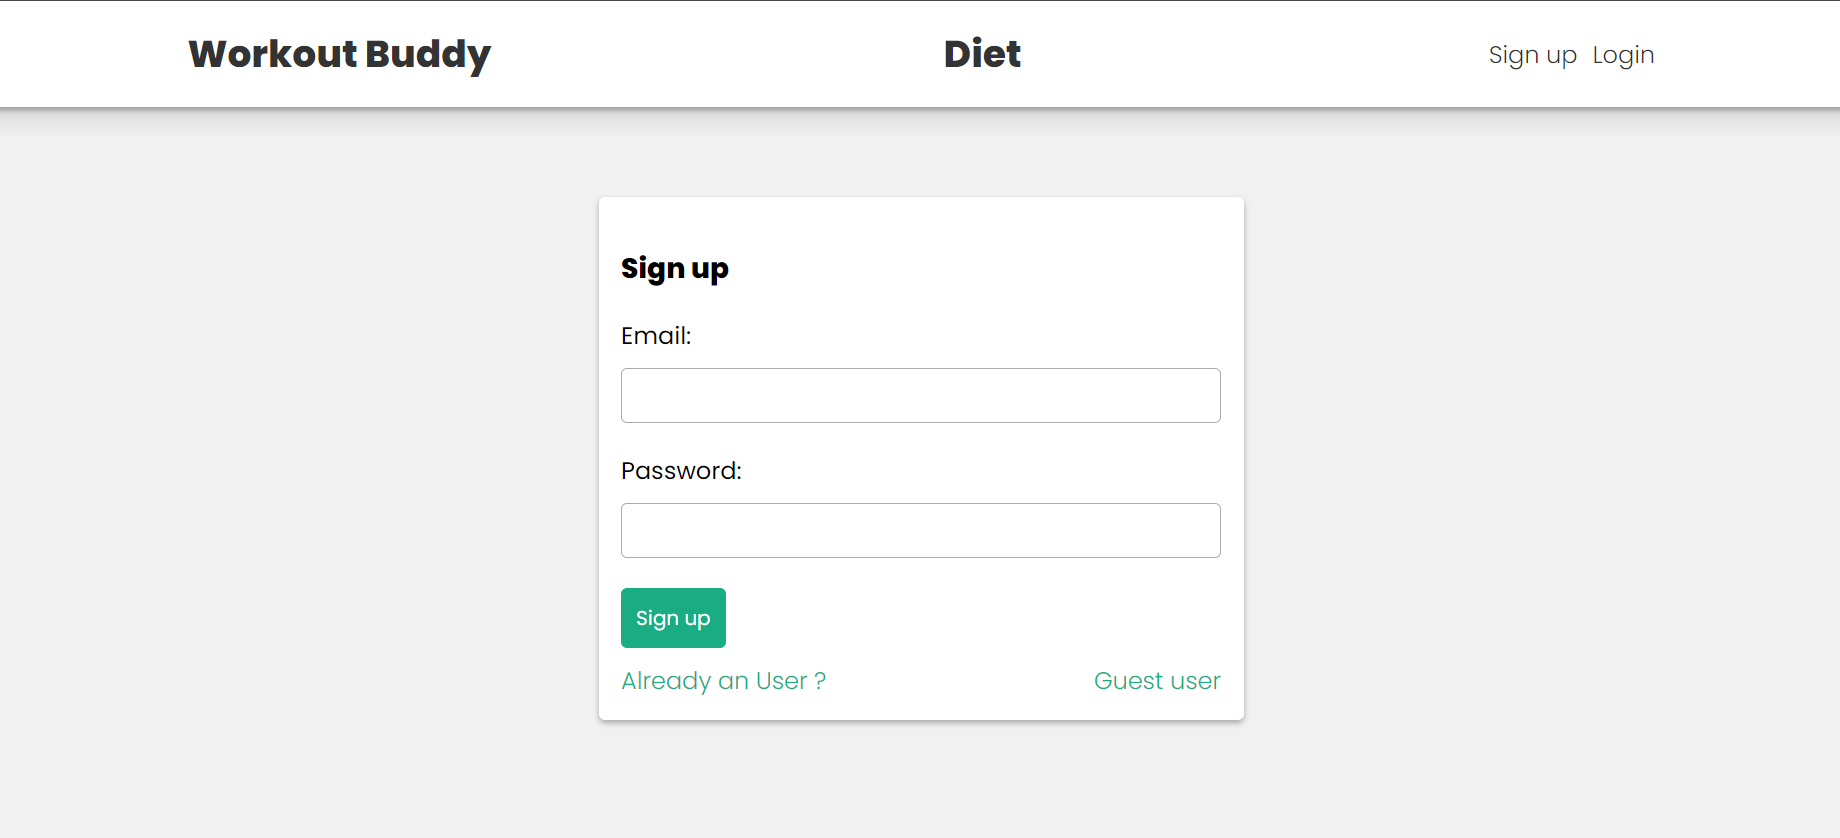 Workout Buddy Diet Sign up Login
Sign up
Email:
Password:
Sign up
Already an User ? Guest user